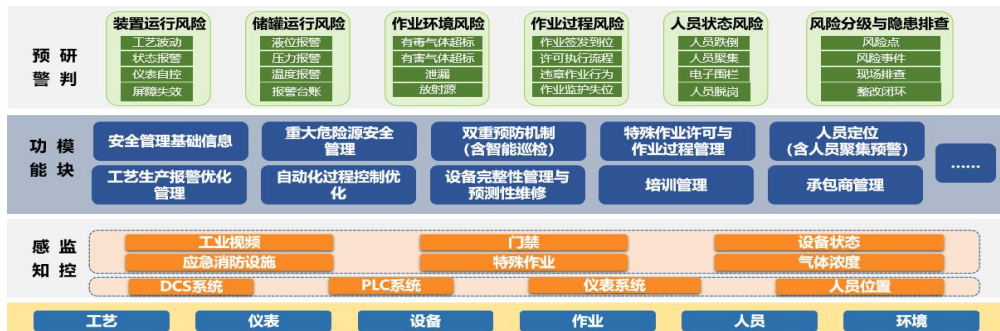 预 研
警 判
装置运行风险
工艺波动
状态报警
仪表自控
屏障失效
储罐运行风险
液位报警
压力报警
温度报警
报警台账
作业环境风险
有毒气体超标
有害气体超标
泄漏
放射源
作业过程风险
作业签发到位
许可执行流程
违章作业行为
作业监护失位
人员状态风险
人员跌倒
人员聚集
电子围栏
人员脱岗
风险分级与隐患排查
风险点
风险事件
现场排查
整改闭环
功 模
能 块
安全管理基础信息
重大危险源安全
管理
双重预防机制
(含智能巡检)
特殊作业许可与
作业过程管理
人员定位
(含人员聚集预警)
工艺生产报警优化
管理
自动化过程控制优
化
设备完整性管理与
预测性维修
培训管理
承包商管理
......
感 监
知 控
工业视频
门禁
设备状态
应急消防设施
特殊作业
气体浓度
DCS系统
PLC系统
仪表系统
人员位置
工艺
仪表
设备
作业
人员
环境